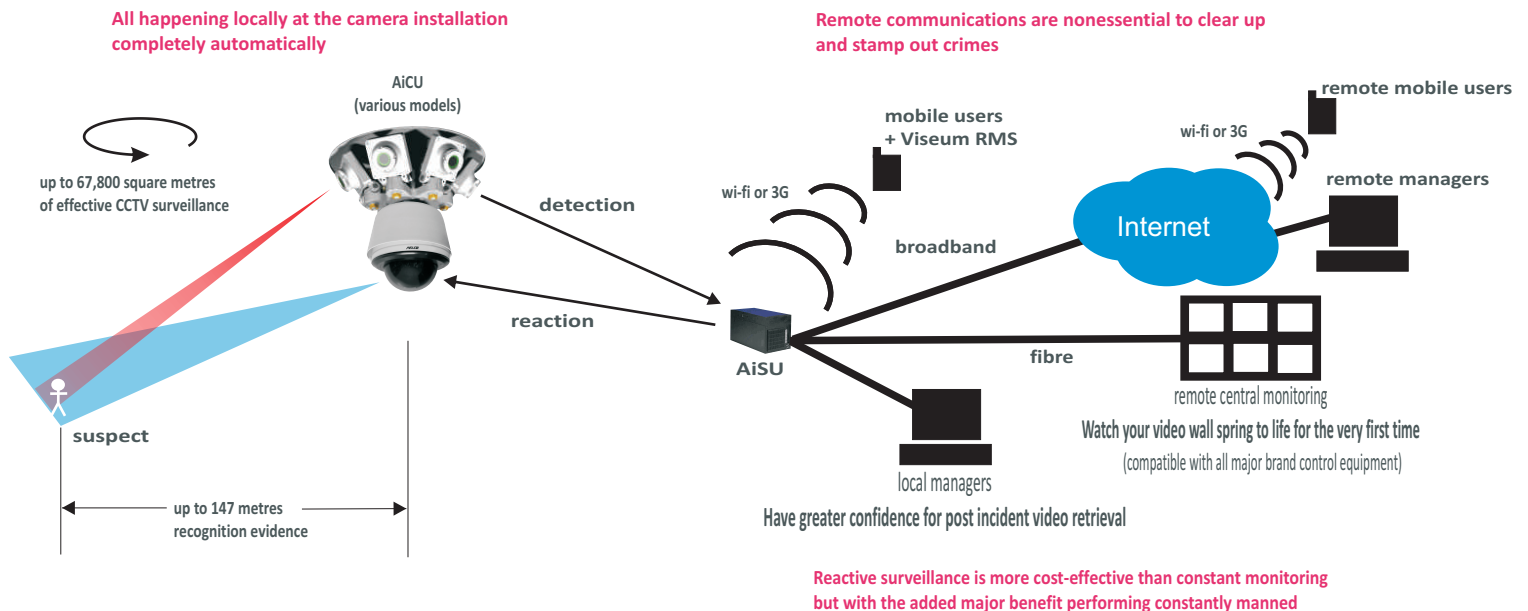 All happening locally at the camera installation
completely automatically
Remote communications are nonessential to clear up
and stamp out crimes
AiCU
(various models)
up to 67,800 square metres
of effective CCTV surveillance
detection
reaction
suspect
up to 147 metres
recognition evidence
wi-fi or 3G
mobile users
+ Viseum RMS
AiSU
broadband
Internet
wi-fi or 3G
remote mobile users
remote managers
fibre
remote central monitoring
Watch your video wall spring to life for the very first time
(compatible with all major brand control equipment)
local managers
Have greater confidence for post incident video retrieval
Reactive surveillance is more cost-effective than constant monitoring
but with the added major benefit performing constantly manned